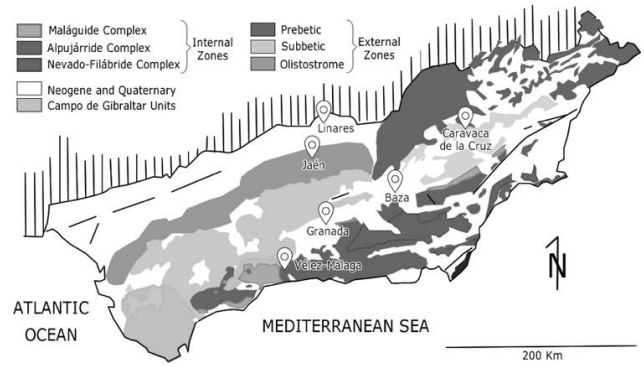 Maláguide Complex
Alpujárride Complex
Nevado-Filábride Complex
Internal
Zones
Prebetic
Subbetic
Olistostrome
External
Zones
Neogene and Quaternary
Campo de Gibraltar Units
Linares
Caravaca
de la Cruz
Jaén
Baza
Granada
Vélez-Málaga
N
ATLANTIC
OCEAN
MEDITERRANEAN SEA
200 Km